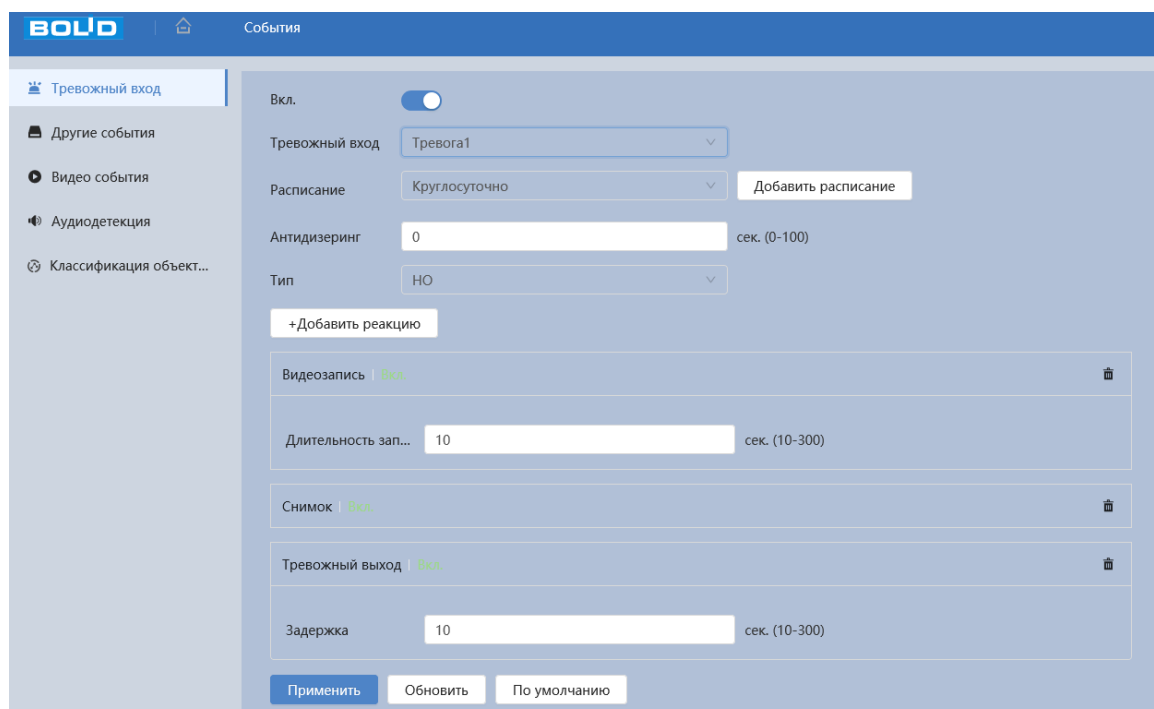 BOLID
События
Тревожный вход
Другие события
Видео события
Аудиодетекция
Классификация объект...
Вкл.
Тревожный вход Тревога1
Расписание Круглосуточно Добавить расписание
Антидизеринг 0 сек. (0-100)
Тип НО
+Добавить реакцию
Видеозапись
Длительность зап... 10 сек. (10-300)
Снимок
Тревожный выход
Задержка 10 сек. (10-300)
Применить Обновить По умолчанию